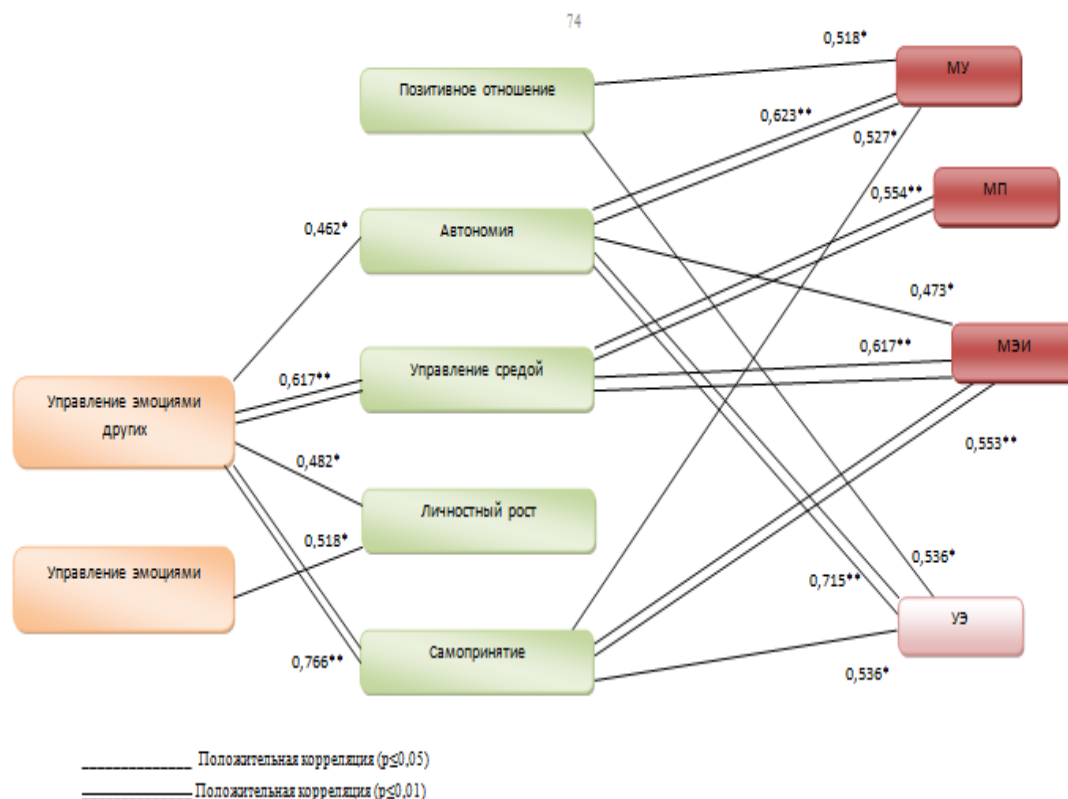 74
0,518*
МУ
Позитивное отношение
0,623**
0,527*
МП
0,554**
0,462*
Автономия
0,473*
0,617**
МЭИ
Управление средой
0,617**
Управление эмоциями
других
0,553**
0,482*
Личностный рост
0,518*
Управление эмоциями
0,536*
0,715**
УЭ
Самопринятие
0,766**
0,536*
______________ Положительная корреляция (p≤0,05)
Положительная корреляция (p≤0,01)